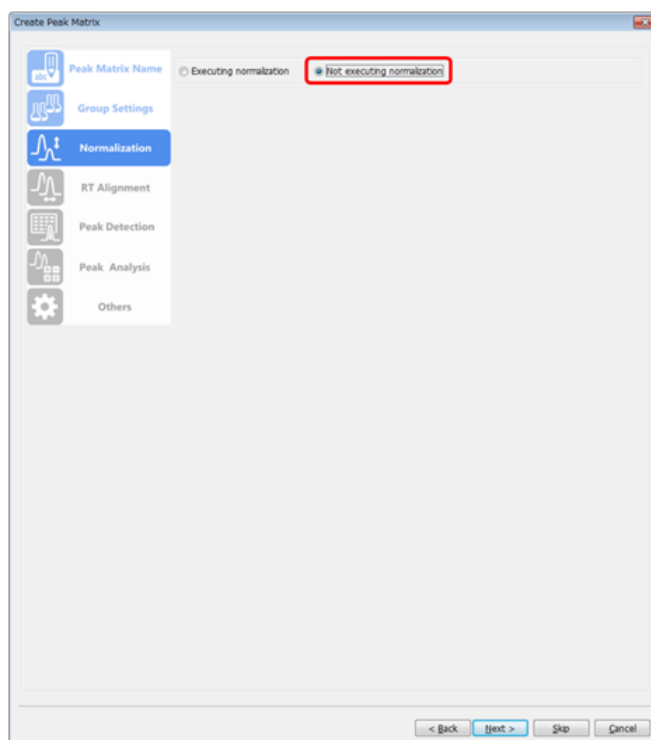 Create Peak Matrix
abc
Peak Matrix Name
Executing normalization
Not executing normalization
Group Settings
Normalization
RT Alignment
Peak Detection
Peak Analysis
Others
< Back
Next >
Skip
Cancel